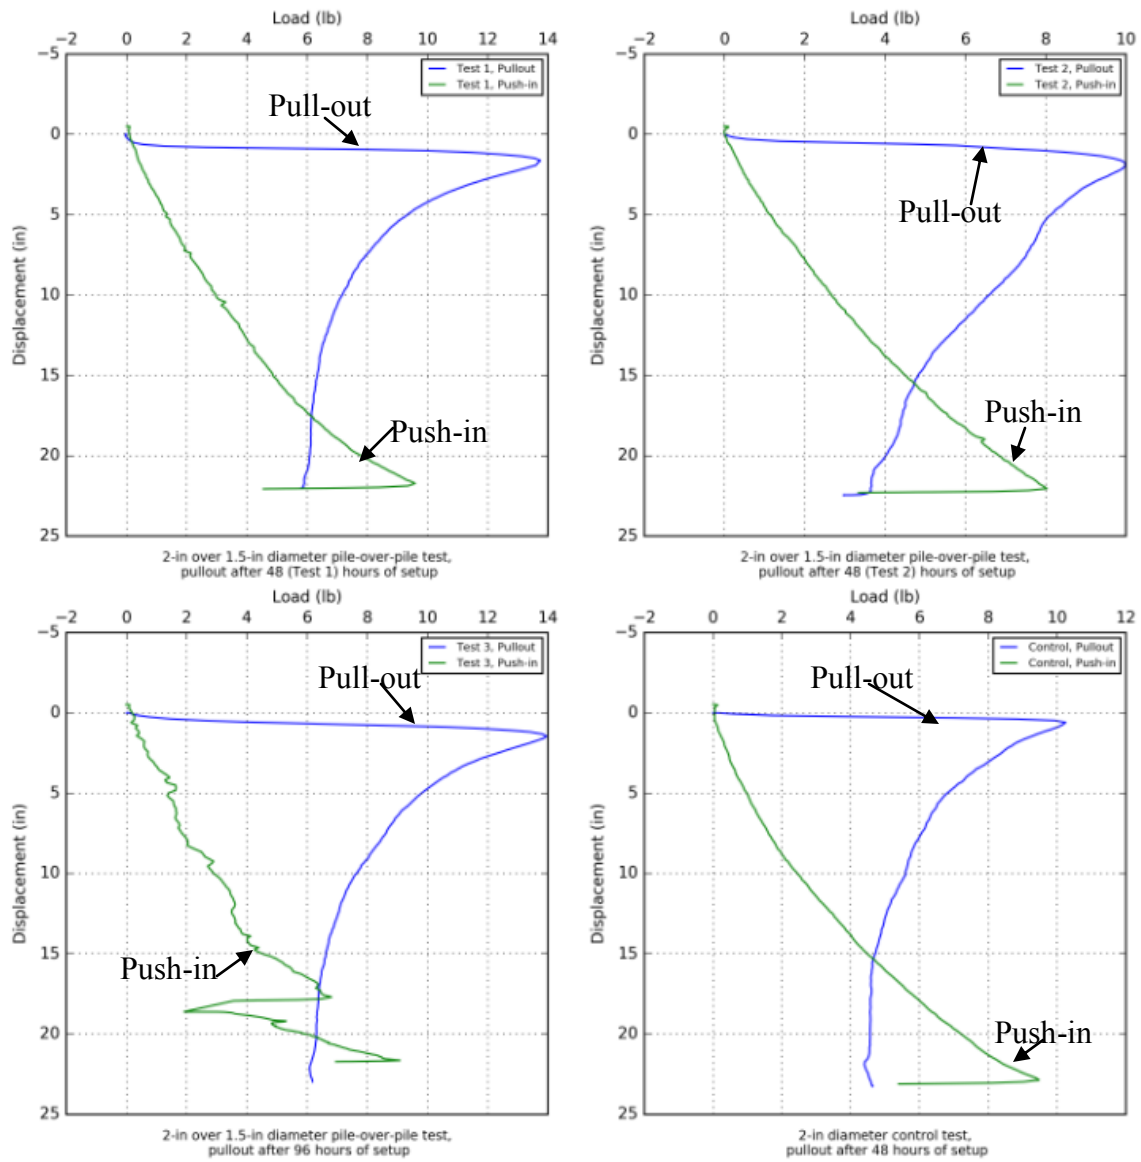 Load (lb)
−2 0 2 4 6 8 10 12 14
−5
0
5
10
15
20
25
Displacement (in)
Test 1, Pullout
Test 1, Push-in
Pull-out
Push-in
2-in over 1.5-in diameter pile-over-pile test,
pullout after 48 (Test 1) hours of setup
Load (lb)
−2 0 2 4 6 8 10
−5
0
5
10
15
20
25
Displacement (in)
Test 2, Pullout
Test 2, Push-in
Pull-out
Push-in
2-in over 1.5-in diameter pile-over-pile test,
pullout after 48 (Test 2) hours of setup
Load (lb)
−2 0 2 4 6 8 10 12 14
−5
0
5
10
15
20
25
Displacement (in)
Test 3, Pullout
Test 3, Push-in
Pull-out
Push-in
2-in over 1.5-in diameter pile-over-pile test,
pullout after 96 hours of setup
Load (lb)
−2 0 2 4 6 8 10 12
−5
0
5
10
15
20
25
Displacement (in)
Control, Pullout
Control, Push-in
Pull-out
Push-in
2-in diameter control test,
pullout after 48 hours of setup